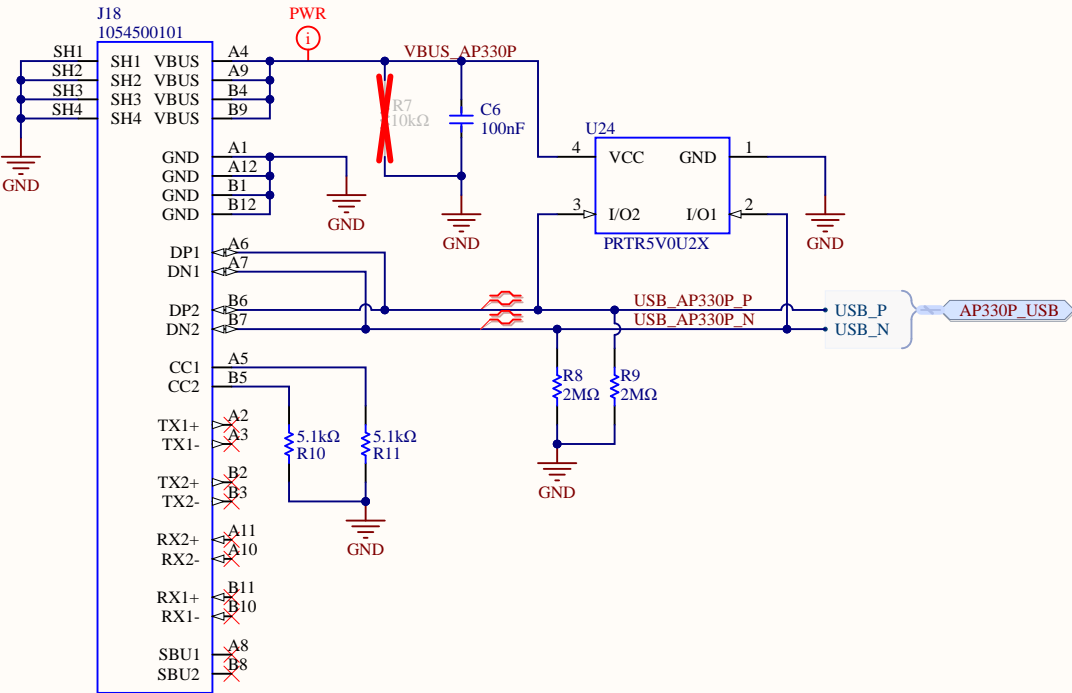 J18
1054500101
PWR
i
SH1 SH1 VBUS A4
SH2 SH2 VBUS A9
SH3 SH3 VBUS B4
SH4 SH4 VBUS B9
VBUS_AP330P
R7
10kΩ
C6
100nF
GND
GND A1
GND A12
GND B1
GND B12
GND
GND
U24
4 VCC GND 1
3 I/O2 I/O1 2
PRTR5V0U2X
GND
DP1 A6
DN1 A7
DP2 B6
DN2 B7
USB_AP330P_P
USB_AP330P_N
USB_P
USB_N
AP330P_USB
CC1 A5
CC2 B5
R8
2MΩ
R9
2MΩ
GND
TX1+ A2
TX1- A3
5.1kΩ
R10
5.1kΩ
R11
TX2+ B2
TX2- B3
GND
RX2+ A11
RX2- A10
RX1+ B11
RX1- B10
SBU1 A8
SBU2 B8